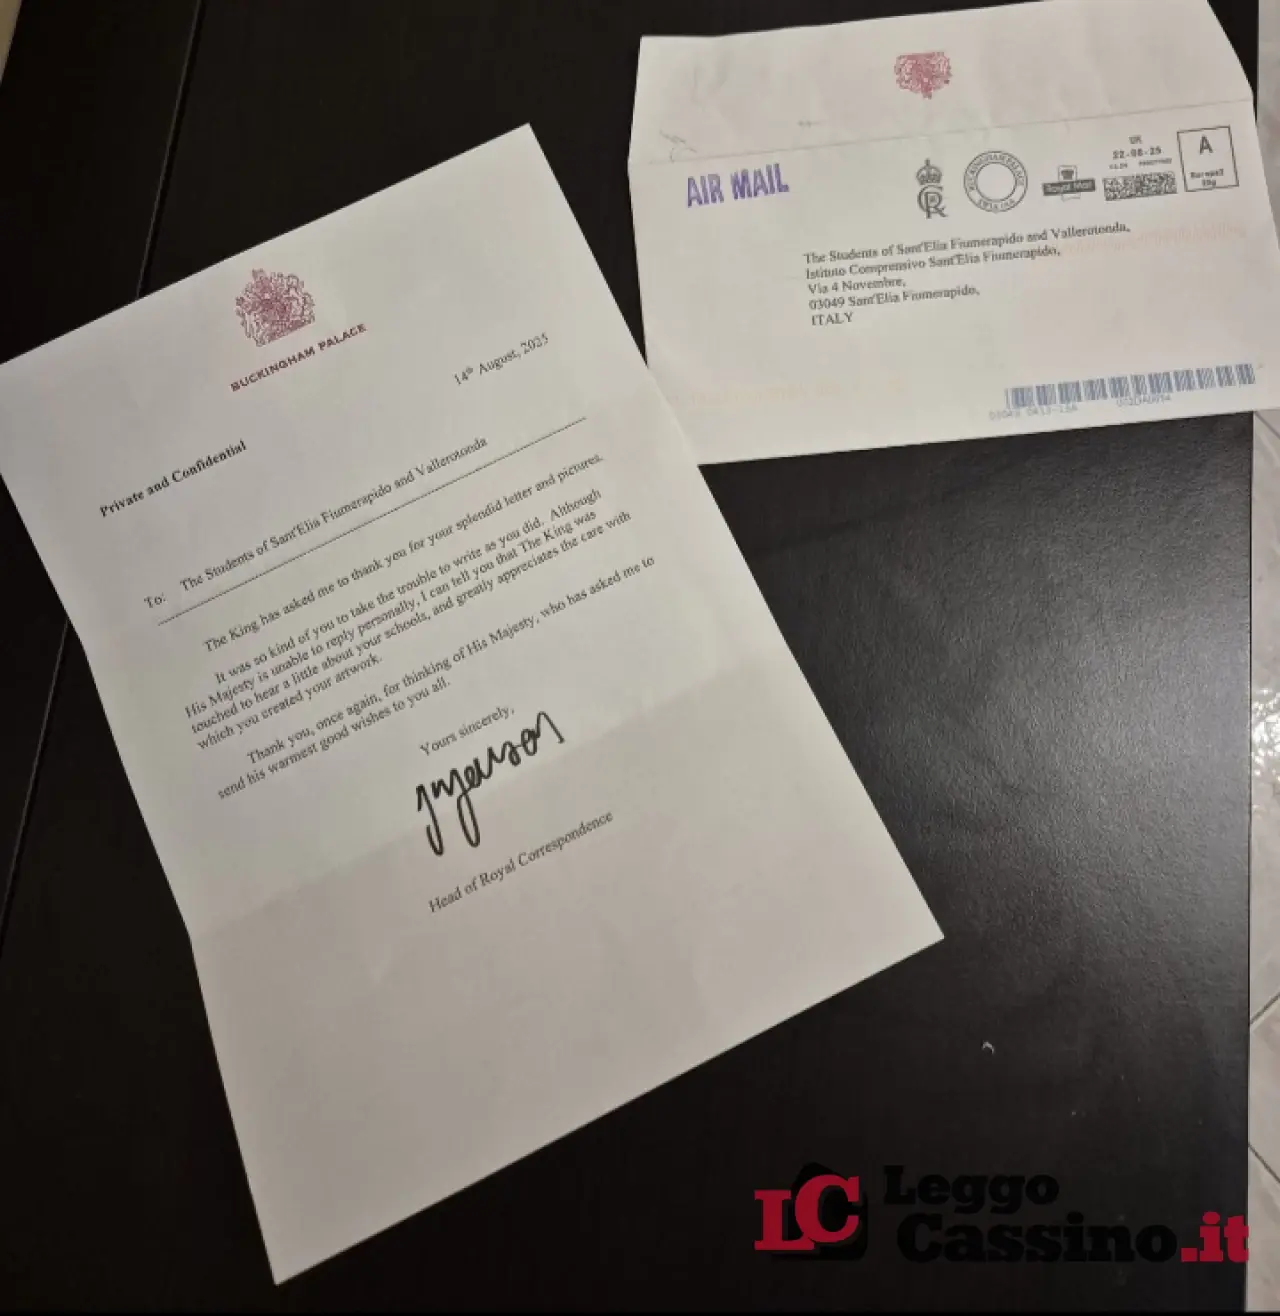 BUCKINGHAM PALACE
14th August, 2025
Private and Confidential
To: The Students of Sant'Elia Fiumerapido and Vallerotonda
The King has asked me to thank you for your splendid letter and pictures.
It was so kind of you to take the trouble to write as you did. Although
His Majesty is unable to reply personally, I can tell you that The King was
touched to hear a little about your schools, and greatly appreciates the care with
which you created your artwork.
Thank you, once again, for thinking of His Majesty, who has asked me to
send his warmest good wishes to you all.
Yours sincerely,
Head of Royal Correspondence
AIR MAIL
BUCKINGHAM PALACE
Royal Mail
UK
22-08-25
A
Europe2
The Students of Sant'Elia Fiumerapido and Vallerotonda,
Istituto Comprensivo Sant'Elia Fiumerapido,
Via 4 Novembre,
03049 Sant'Elia Fiumerapido,
ITALY
LC Leggo
Cassino.it